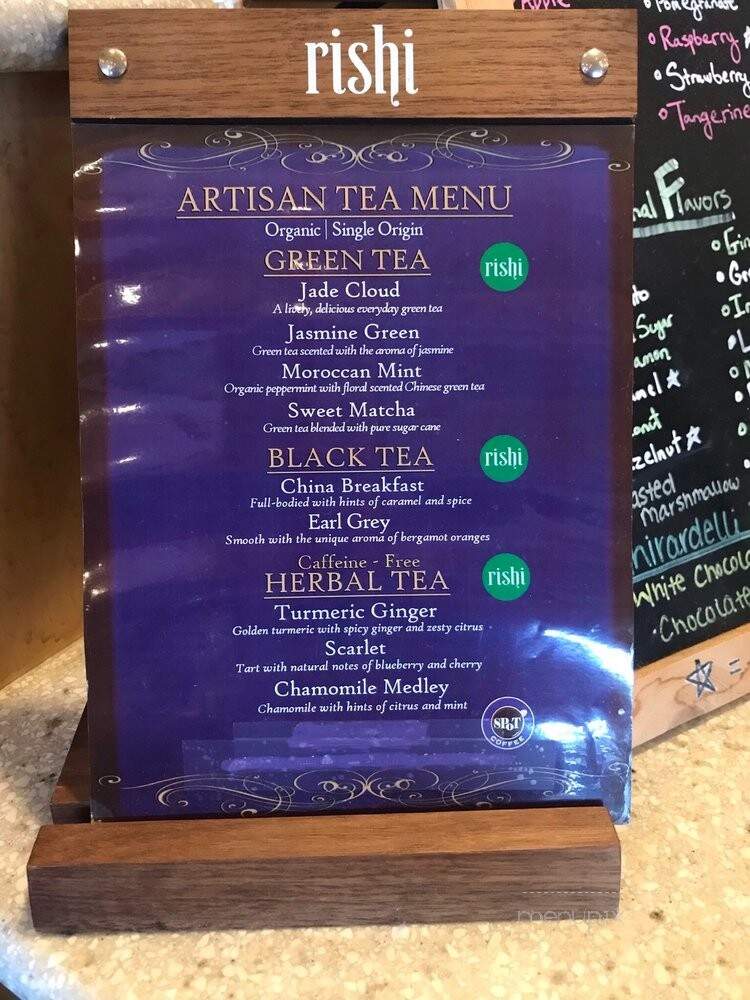 rishi
ARTISAN TEA MENU
Organic | Single Origin
GREEN TEA
rishi
Jade Cloud
A lively, delicious everyday green tea
Jasmine Green
Green tea scented with the aroma of jasmine
Moroccan Mint
Organic peppermint with floral scented Chinese green tea
Sweet Matcha
Green tea blended with pure sugar cane
BLACK TEA
rishi
China Breakfast
Full-bodied with hints of caramel and spice
Earl Grey
Smooth with the unique aroma of bergamot oranges
Caffeine - Free
HERBAL TEA
rishi
Turmeric Ginger
Golden turmeric with spicy ginger and zesty citrus
Scarlet
Tart with natural notes of blueberry and cherry
Chamomile Medley
Chamomile with hints of citrus and mint
SPoT
COFFEE
Apple
Pomegranate
Raspberry
Strawberry
Tangerine
Flavors
Sugar
Marshmallow
White Chocola
Chocolate